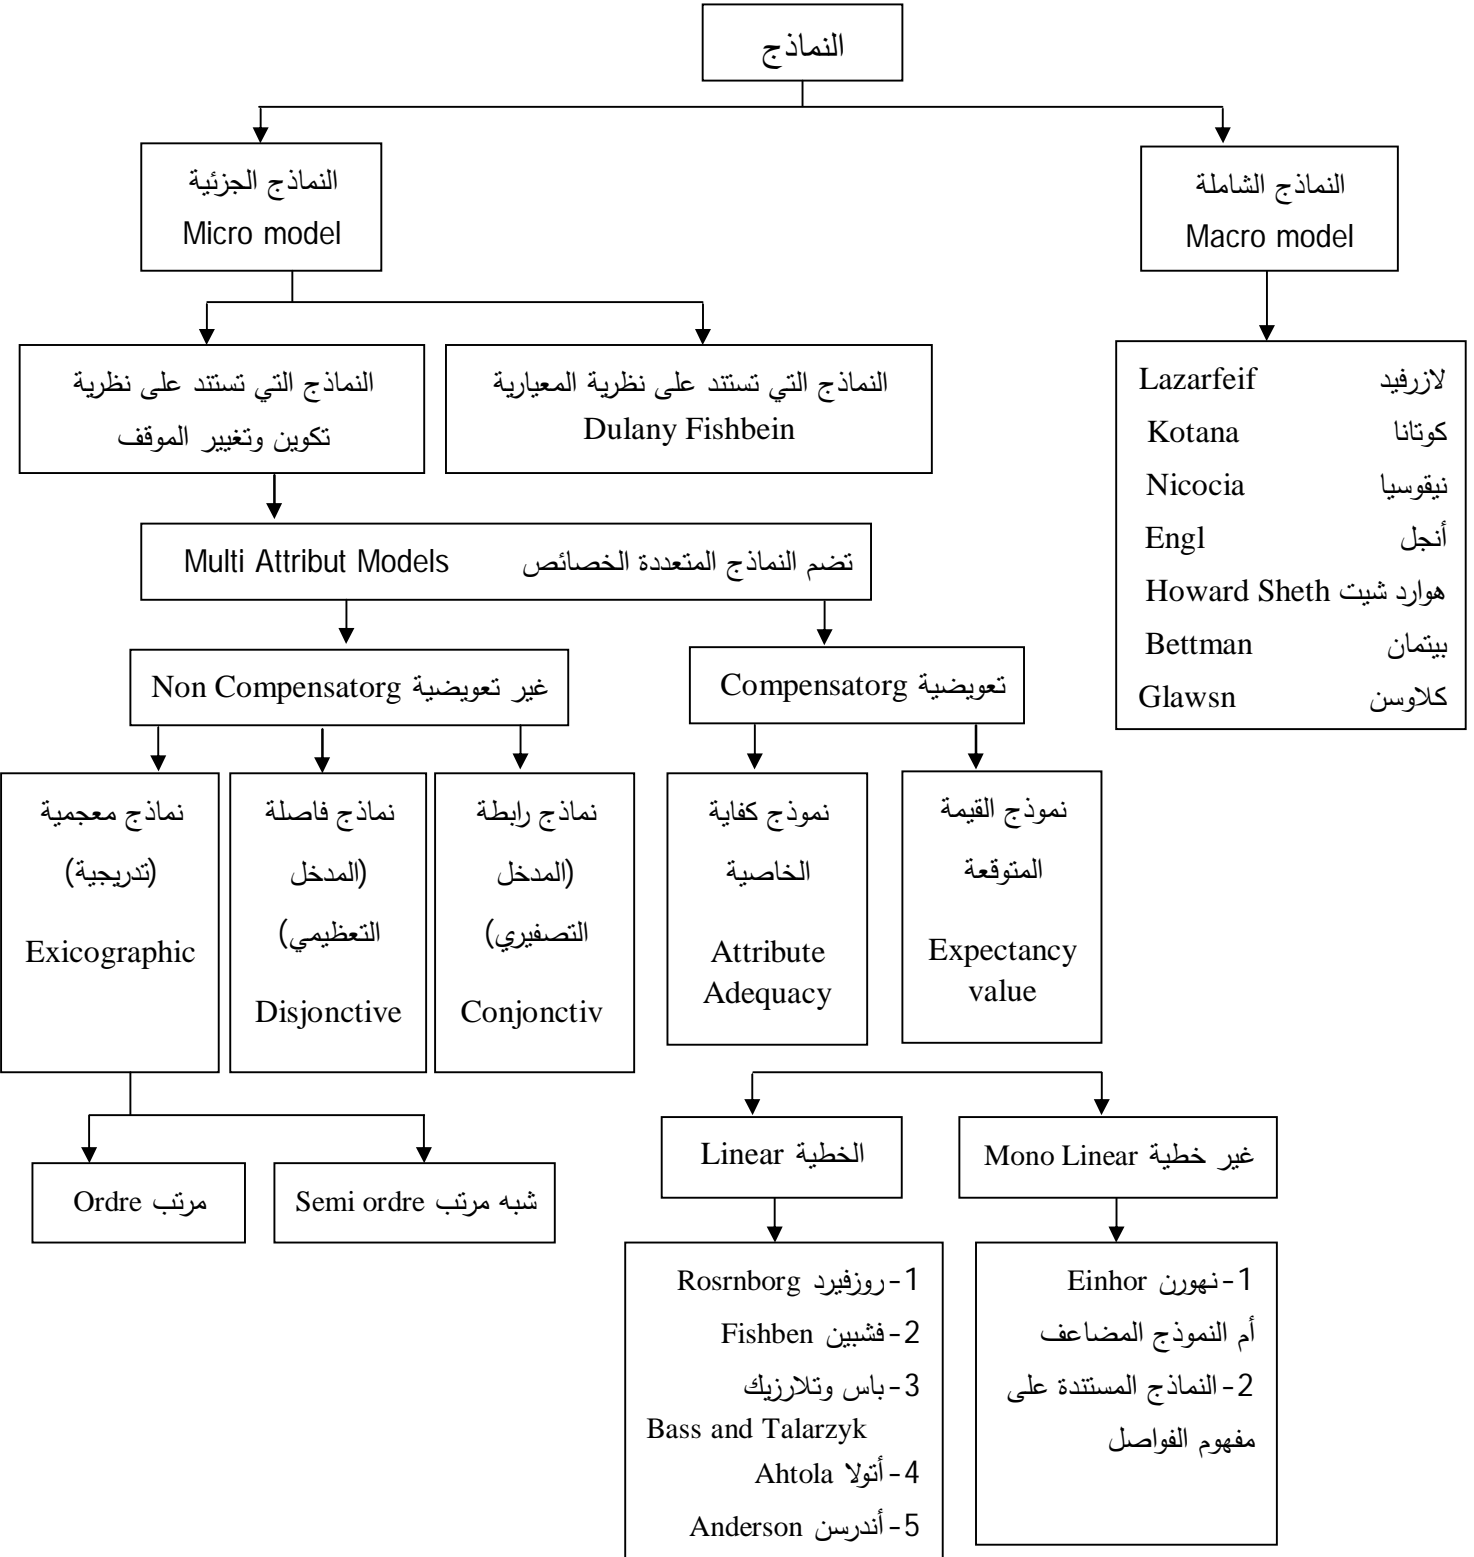 النماذج
النماذج الشاملة
Macro model
النماذج الجزئية
Micro model
لازرفيد Lazarfeif
كوتانا Kotana
نيقوسيا Nicocia
أنجل Engl
هوارد شيت Howard Sheth
بيتمان Bettman
كلاوسن Glawsn
النماذج التي تستند على نظرية المعيارية
Dulany Fishbein
النماذج التي تستند على نظرية
تكوين وتغيير الموقف
تضم النماذج المتعددة الخصائص Multi Attribut Models
تعويضية Compensatorg
غير تعويضية Non Compensatorg
نموذج القيمة
المتوقعة
Expectancy
value
نموذج كفاية
الخاصية
Attribute
Adequacy
نماذج رابطة
(المدخل
التصفيري)
Conjonctiv
نماذج فاصلة
(المدخل
التعظيمي)
Disjonctive
نماذج معجمية
(تدريجية)
Exicographic
غير خطية Mono Linear
الخطية Linear
شبه مرتب Semi ordre
مرتب Ordre
1- نهورن Einhor
أم النموذج المضاعف
2- النماذج المستندة على
مفهوم الفواصل
1- روزفيرد Rosrnborg
2- فشبين Fishben
3- باس وتلارزيك
Bass and Talarzyk
4- أتولا Ahtola
5- أندرسن Anderson